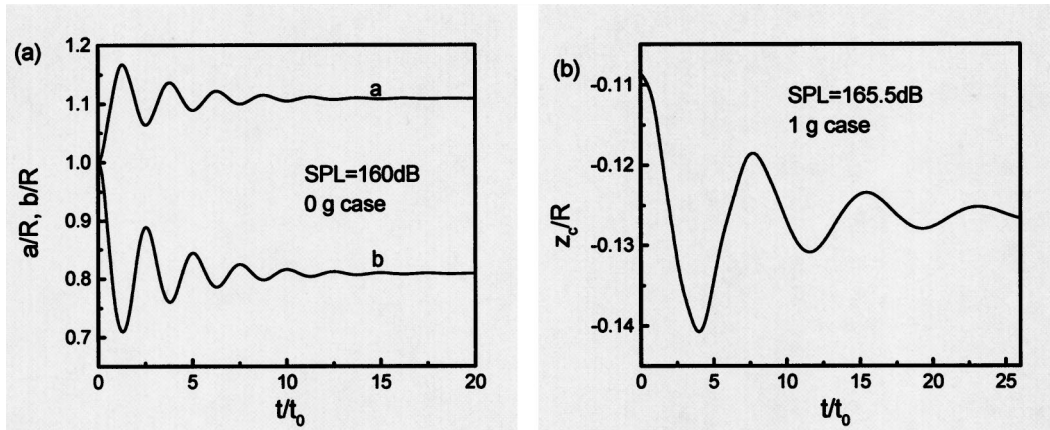 (a)
1.2
1.1
1.0
0.9
0.8
0.7
a/R, b/R
a
SPL=160dB
0 g case
b
0
5
10
15
20
t/t0
(b)
-0.11
-0.12
-0.13
-0.14
zc/R
SPL=165.5dB
1 g case
0
5
10
15
20
25
t/t0